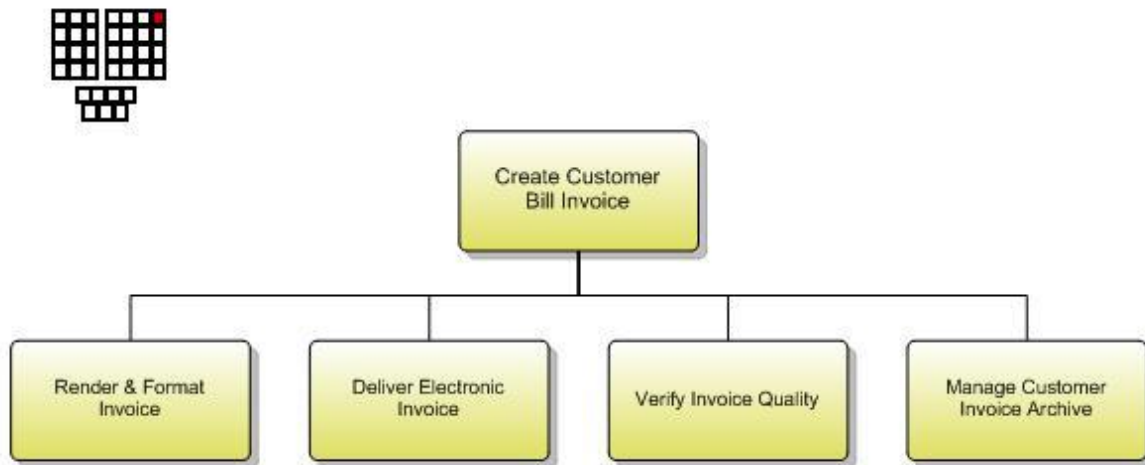 Create Customer
Bill Invoice
Render & Format
Invoice
Deliver Electronic
Invoice
Verify Invoice Quality
Manage Customer
Invoice Archive